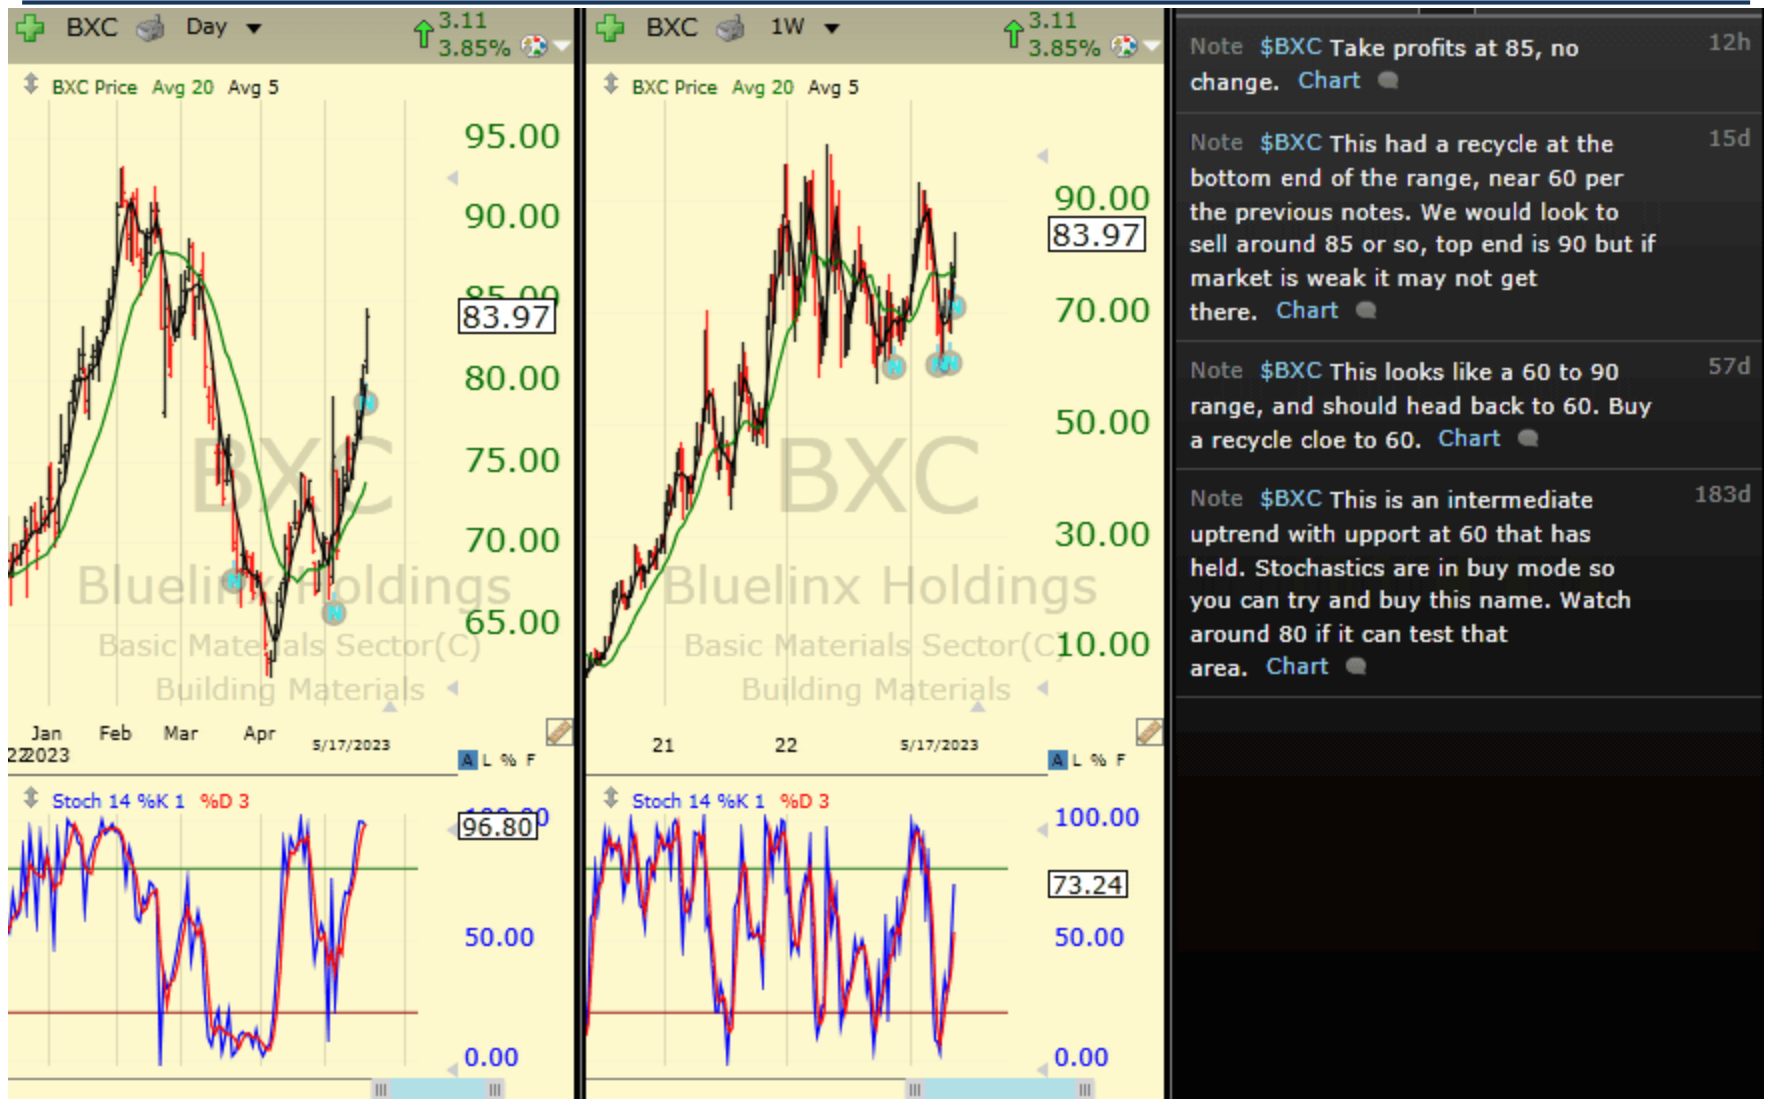 BXC Day 3.11
3.85%
BXC Price Avg 20 Avg 5
95.00
90.00
85.00
83.97
80.00
75.00
70.00
65.00
BXC
Bluelinx Holdings
Basic Materials Sector(C)
Building Materials
N
N
N
Jan Feb Mar Apr 5/17/2023
22 2023
A L % F
Stoch 14 %K 1 %D 3
100.00
96.80
50.00
0.00
BXC 1W 3.11
3.85%
BXC Price Avg 20 Avg 5
90.00
83.97
70.00
50.00
30.00
10.00
BXC
Bluelinx Holdings
Basic Materials Sector(C)
Building Materials
N
N
N
N
21 22 5/17/2023
A L % F
Stoch 14 %K 1 %D 3
100.00
73.24
50.00
0.00
Note $BXC Take profits at 85, no 12h
change. Chart
Note $BXC This had a recycle at the 15d
bottom end of the range, near 60 per
the previous notes. We would look to
sell around 85 or so, top end is 90 but if
market is weak it may not get
there. Chart
Note $BXC This looks like a 60 to 90 57d
range, and should head back to 60. Buy
a recycle cloe to 60. Chart
Note $BXC This is an intermediate 183d
uptrend with upport at 60 that has
held. Stochastics are in buy mode so
you can try and buy this name. Watch
around 80 if it can test that
area. Chart